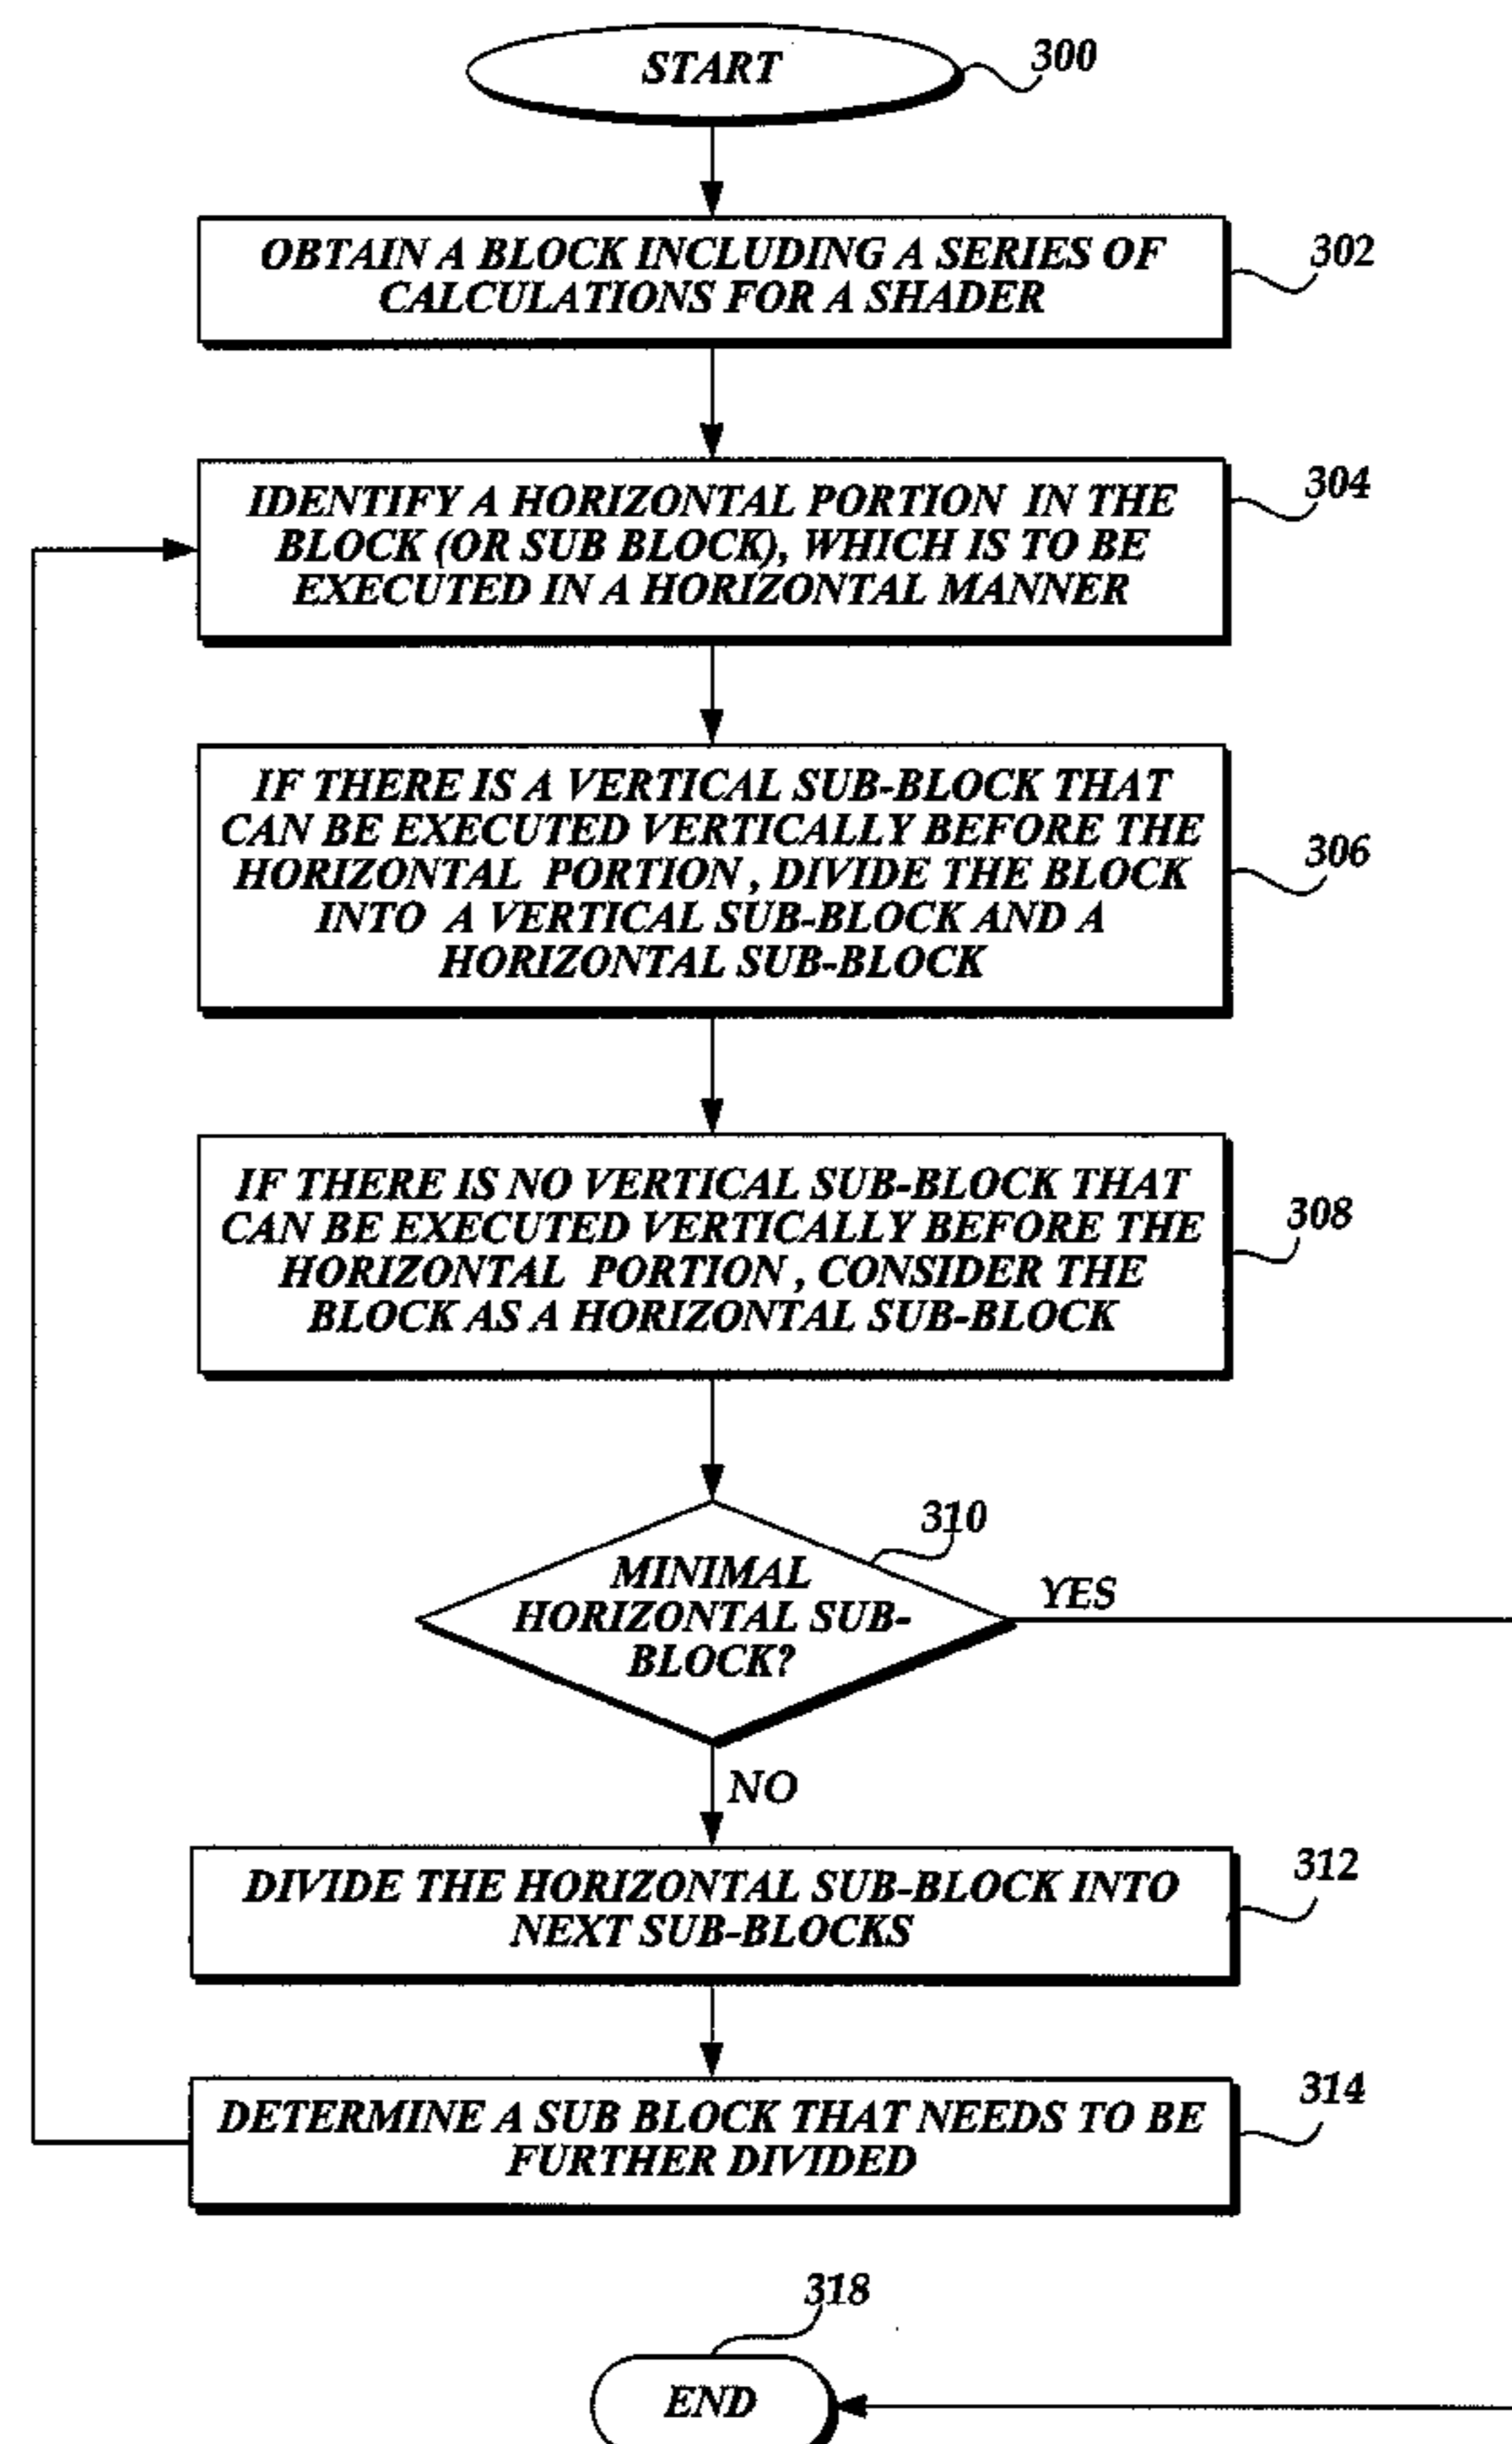 START
300
OBTAIN A BLOCK INCLUDING A SERIES OF
CALCULATIONS FOR A SHADER
302
IDENTIFY A HORIZONTAL PORTION IN THE
BLOCK (OR SUB BLOCK), WHICH IS TO BE
EXECUTED IN A HORIZONTAL MANNER
304
IF THERE IS A VERTICAL SUB-BLOCK THAT
CAN BE EXECUTED VERTICALLY BEFORE THE
HORIZONTAL PORTION, DIVIDE THE BLOCK
INTO A VERTICAL SUB-BLOCK AND A
HORIZONTAL SUB-BLOCK
306
IF THERE IS NO VERTICAL SUB-BLOCK THAT
CAN BE EXECUTED VERTICALLY BEFORE THE
HORIZONTAL PORTION, CONSIDER THE
BLOCK AS A HORIZONTAL SUB-BLOCK
308
310
MINIMAL
HORIZONTAL SUB-
BLOCK?
YES
NO
DIVIDE THE HORIZONTAL SUB-BLOCK INTO
NEXT SUB-BLOCKS
312
DETERMINE A SUB BLOCK THAT NEEDS TO BE
FURTHER DIVIDED
314
318
END